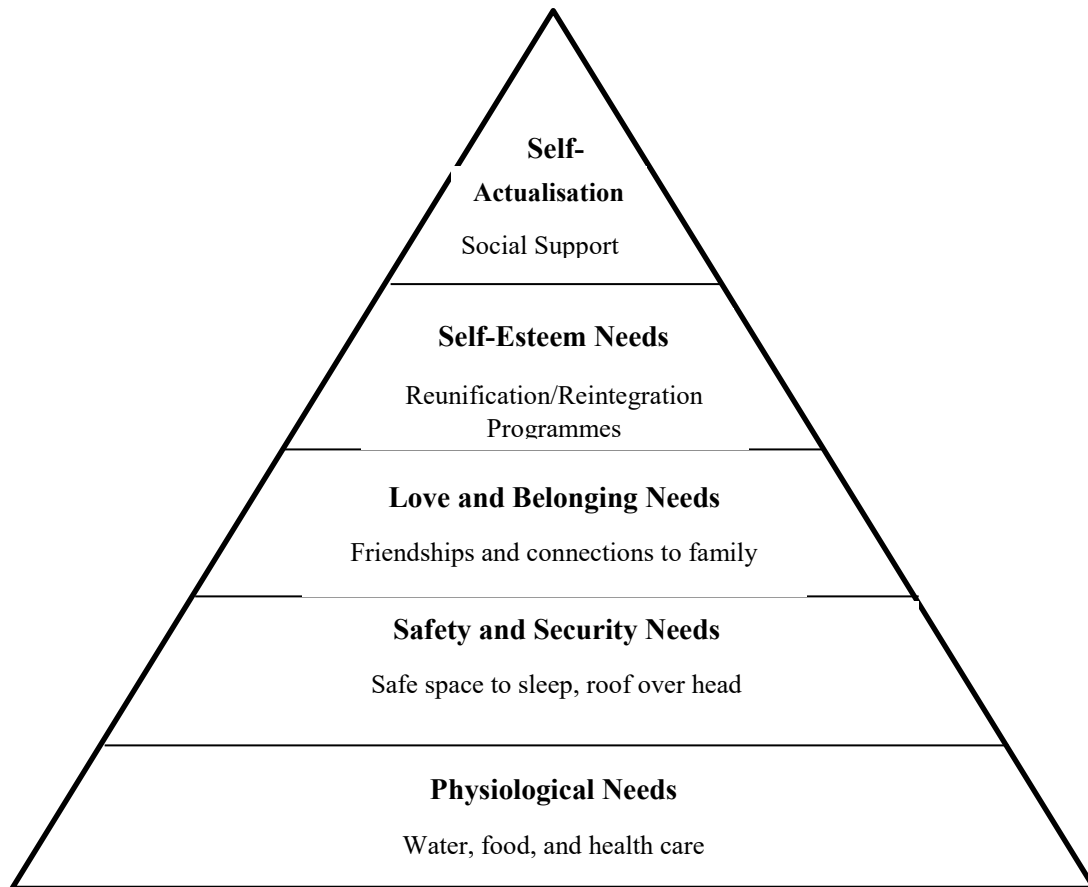 Self-
Actualisation
Social Support
Self-Esteem Needs
Reunification/Reintegration
Programmes
Love and Belonging Needs
Friendships and connections to family
Safety and Security Needs
Safe space to sleep, roof over head
Physiological Needs
Water, food, and health care